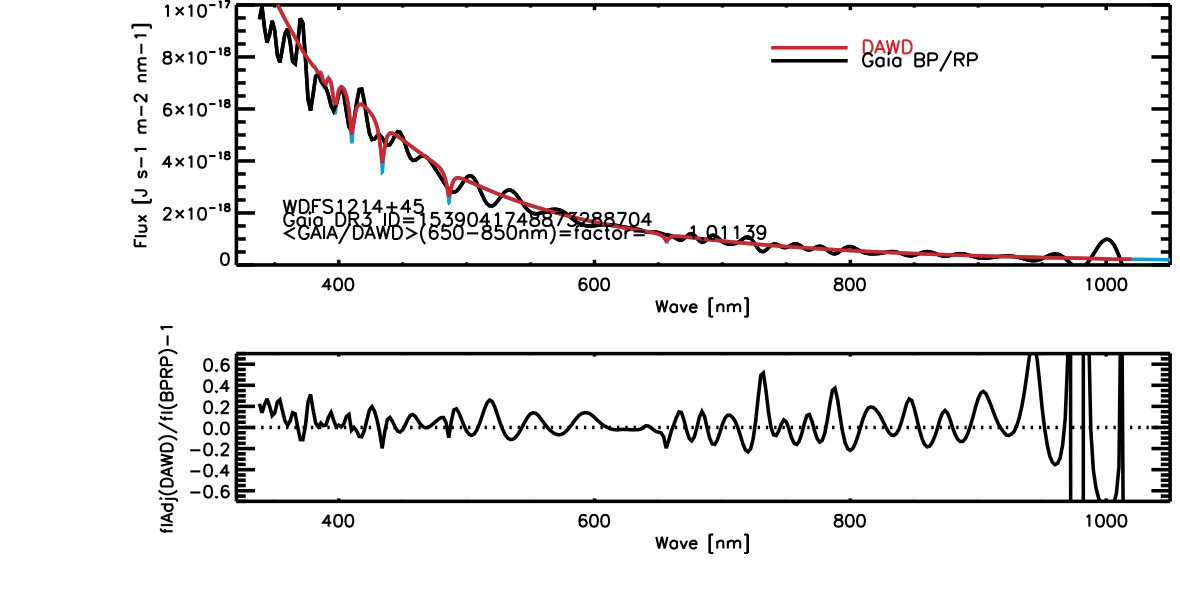 1×10⁻¹⁷
8×10⁻¹⁸
6×10⁻¹⁸
4×10⁻¹⁸
2×10⁻¹⁸
0
Flux [J s-1 m-2 nm-1]
DAWD
Gaia BP/RP
WDFS1214+45
Gaia DR3 ID=1539041748873288704
<GAIA/DAWD>(650-850nm)=factor= 1.01139
400 600 800 1000
Wave [nm]
flAdj(DAWD)/fl(BPRP)-1
0.6
0.4
0.2
0.0
-0.2
-0.4
-0.6
400 600 800 1000
Wave [nm]